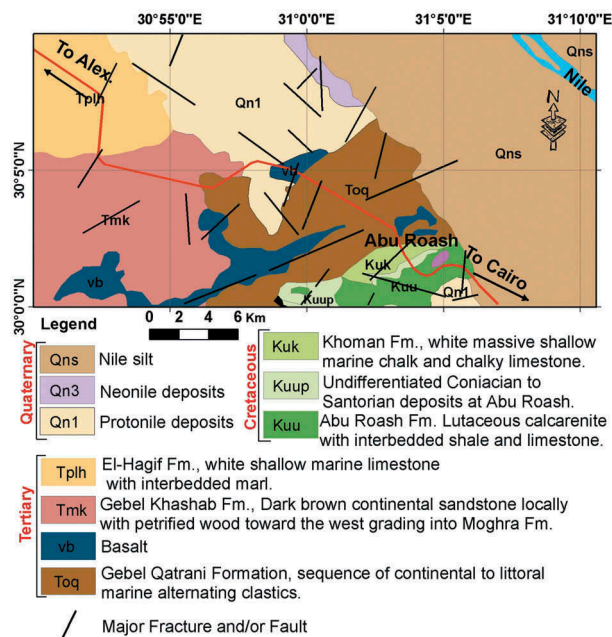 30°55'0"E
31°0'0"E
31°5'0"E
31°10'0"E
To Alex.
Tplh
Qn1
Qns
Nile
N
30°5'0"N
vb
Toq
Qns
Tmk
Abu Roash
To Cairo
Kuk
vb
Kuup
Kuu
Qn1
30°0'0"N
0 2 4 6 Km
Legend
Quaternary
Qns Nile silt
Qn3 Neonile deposits
Qn1 Protonile deposits
Cretaceous
Kuk Khoman Fm., white massive shallow
marine chalk and chalky limestone.
Kuup Undifferentiated Coniacian to
Santorian deposits at Abu Roash.
Kuu Abu Roash Fm. Lutaceous calcarenite
with interbedded shale and limestone.
Tertiary
Tplh El-Hagif Fm., white shallow marine limestone
with interbedded marl.
Tmk Gebel Khashab Fm., Dark brown continental sandstone locally
with petrified wood toward the west grading into Moghra Fm.
vb Basalt
Toq Gebel Qatrani Formation, sequence of continental to littoral
marine alternating clastics.
Major Fracture and/or Fault